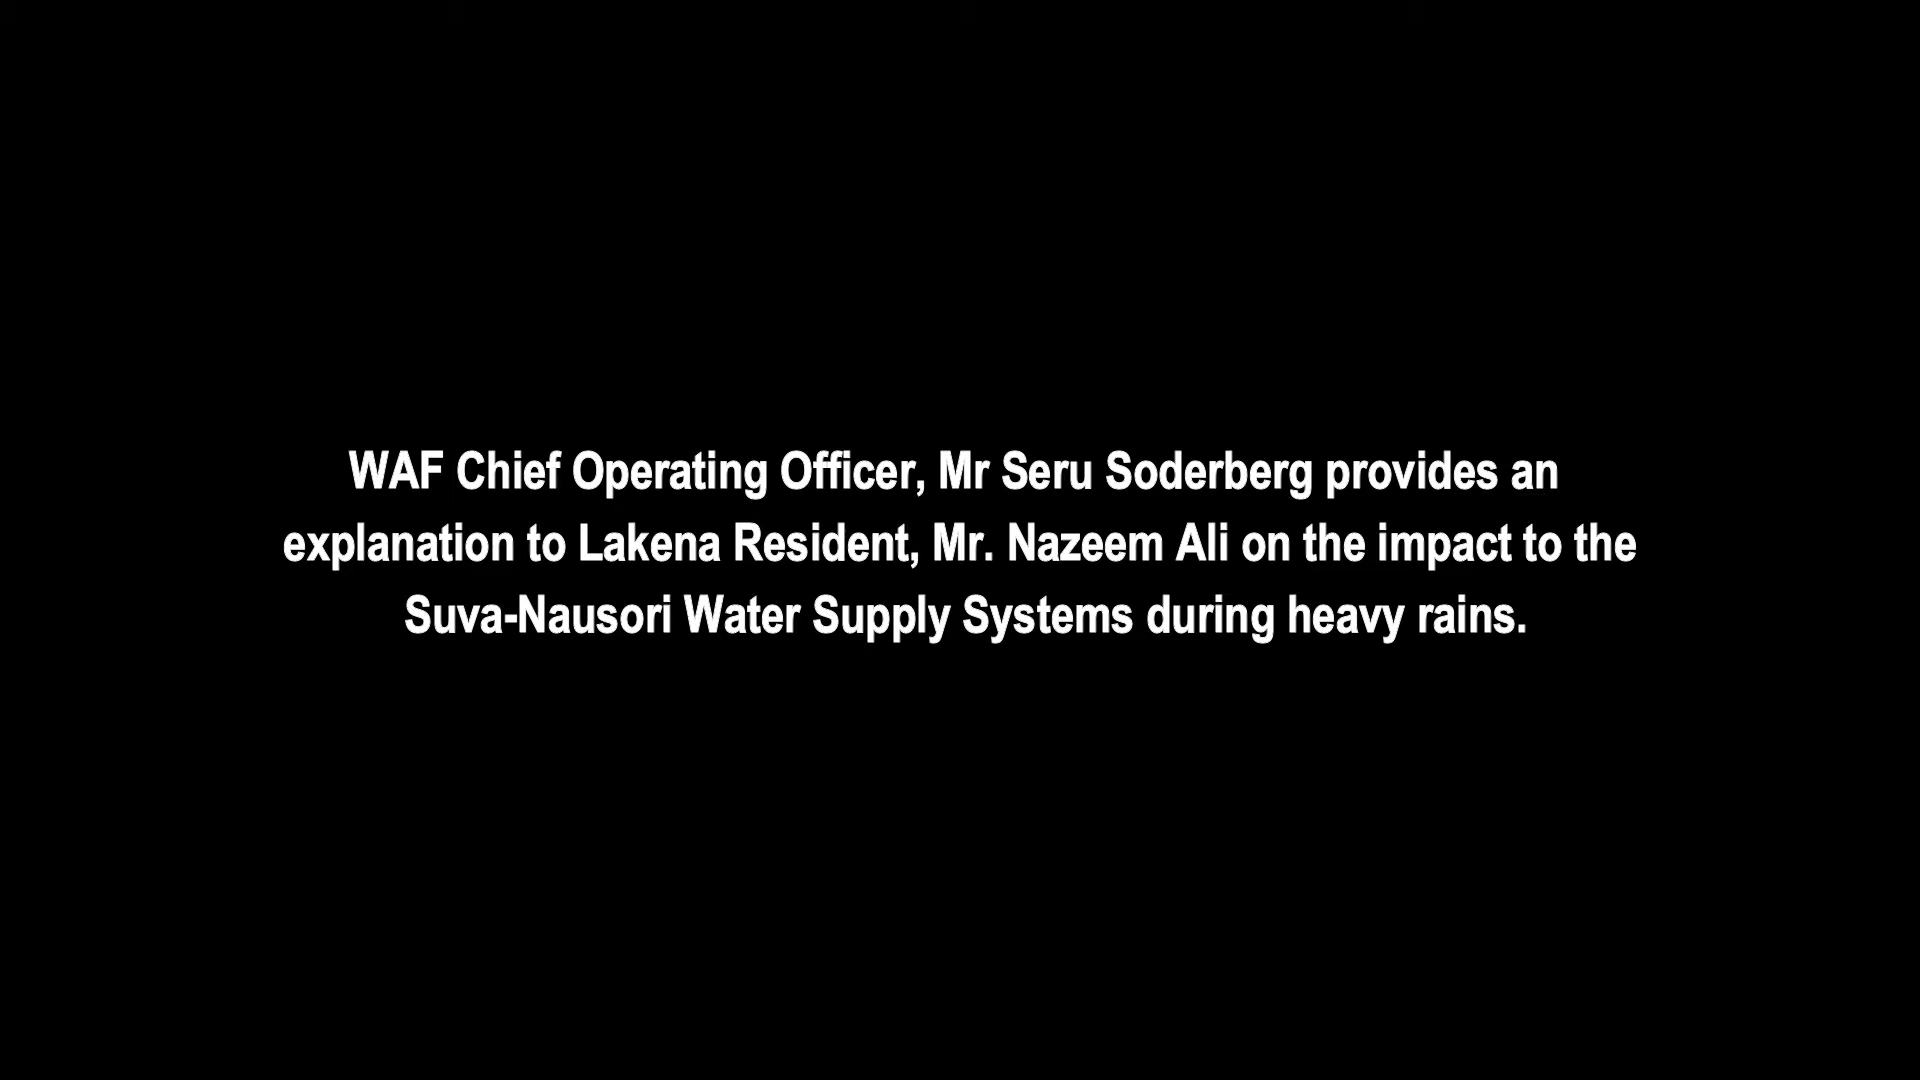 WAF Chief Operating Officer, Mr Seru Soderberg provides an
explanation to Lakena Resident, Mr. Nazeem Ali on the impact to the
Suva-Nausori Water Supply Systems during heavy rains.